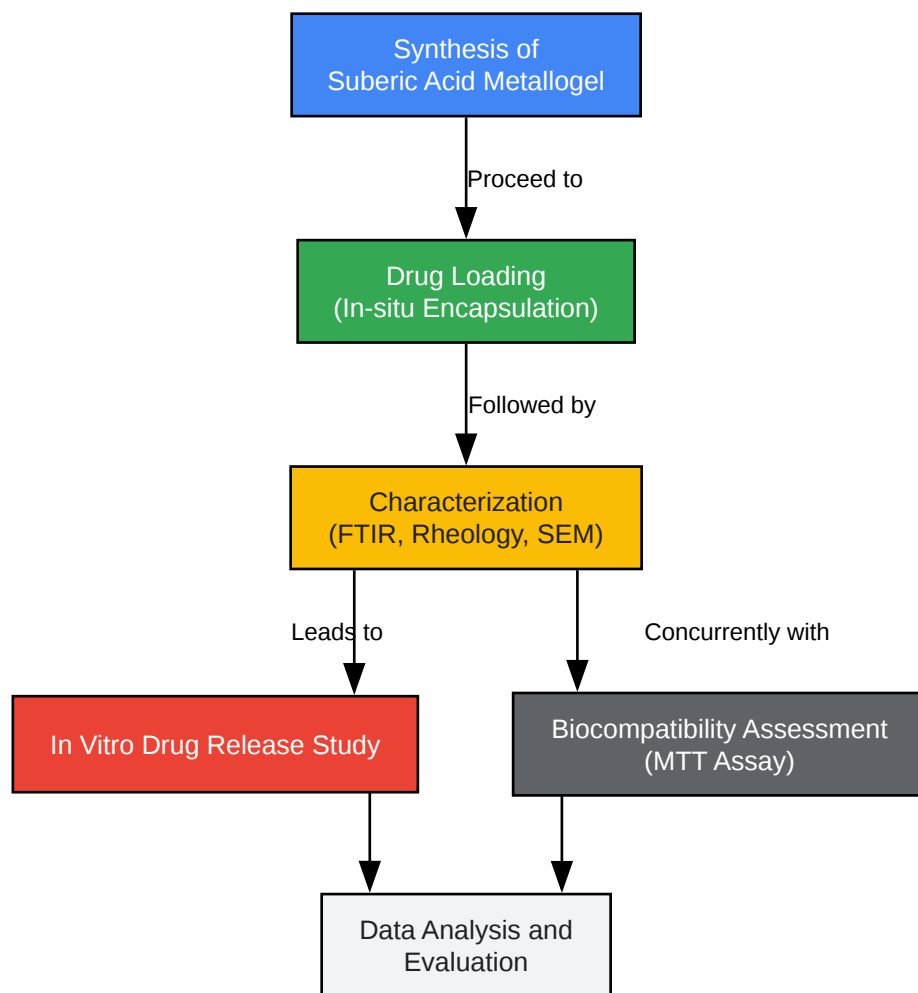 Synthesis of
Suberic Acid Metallogel
Proceed to
Drug Loading
(In-situ Encapsulation)
Followed by
Characterization
(FTIR, Rheology, SEM)
Leads to
Concurrently with
In Vitro Drug Release Study
Biocompatibility Assessment
(MTT Assay)
Data Analysis and
Evaluation